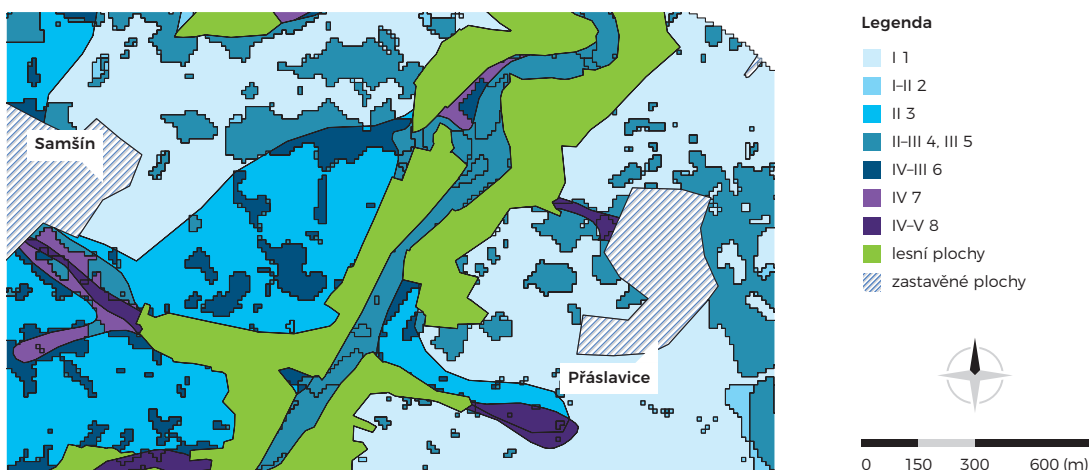 Samšín
Přáslavice
Legenda
I 1
I–II 2
II 3
II–III 4, III 5
IV–III 6
IV 7
IV–V 8
lesní plochy
zastavěné plochy
0 150 300 600 (m)